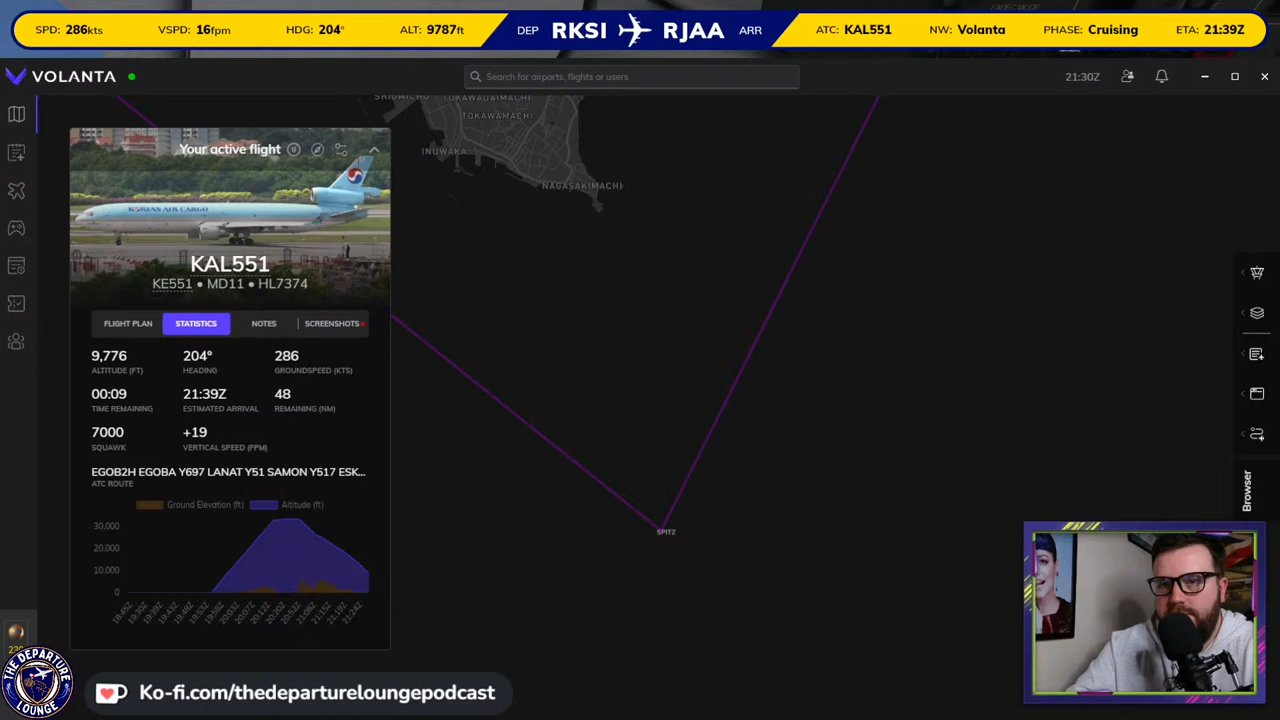 SPD: 286kts
VSPD: 16fpm
HDG: 204°
ALT: 9787ft
DEP RKSI RJAA ARR
ATC: KAL551
NW: Volanta
PHASE: Cruising
ETA: 21:39Z
VOLANTA
Search for airports, flights or users
21:30Z
TOKAWADAIMACHI
TOKAWAMACHI
INUWAKA
NAGASAKIMACHI
SPITZ
Your active flight
KOREAN AIR CARGO
KAL551
KE551 • MD11 • HL7374
FLIGHT PLAN
STATISTICS
NOTES
SCREENSHOTS
9,776 204° 286
ALTITUDE (FT) HEADING GROUNDSPEED (KTS)
00:09 21:39Z 48
TIME REMAINING ESTIMATED ARRIVAL REMAINING (NM)
7000 +19
SQUAWK VERTICAL SPEED (FPM)
EGOB2H EGOBA Y697 LANAT Y51 SAMON Y517 ESK...
ATC ROUTE
Ground Elevation (ft) Altitude (ft)
30,000
20,000
10,000
0
Browser
THE DEPARTURE
LOUNGE
Ko-fi.com/thedepartureloungepodcast